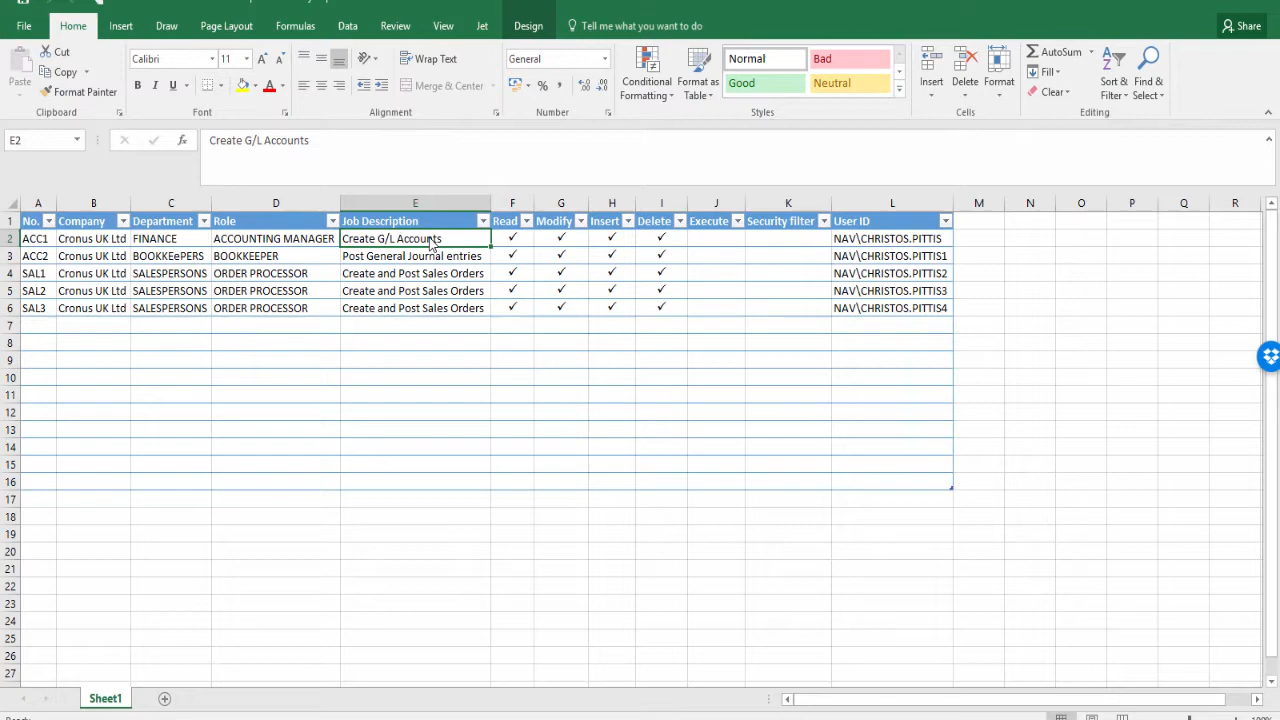 File Home Insert Draw Page Layout Formulas Data Review View Jet Design Tell me what you want to do Share
Cut
Copy
Format Painter
Paste
Clipboard
Calibri 11
B I U
Font
Wrap Text
Merge & Center
Alignment
General
%
Number
Conditional Formatting
Format as Table
Normal Bad
Good Neutral
Styles
Insert Delete Format
Cells
AutoSum
Fill
Clear
Sort & Filter
Find & Select
Editing
E2 fx Create G/L Accounts
A B C D E F G H I J K L M N O P Q R
1 No. Company Department Role Job Description Read Modify Insert Delete Execute Security filter User ID
2 ACC1 Cronus UK Ltd FINANCE ACCOUNTING MANAGER Create G/L Accounts ✓ ✓ ✓ ✓ NAV\CHRISTOS.PITTIS
3 ACC2 Cronus UK Ltd BOOKKEePERS BOOKKEEPER Post General Journal entries ✓ ✓ ✓ ✓ NAV\CHRISTOS.PITTIS1
4 SAL1 Cronus UK Ltd SALESPERSONS ORDER PROCESSOR Create and Post Sales Orders ✓ ✓ ✓ ✓ NAV\CHRISTOS.PITTIS2
5 SAL2 Cronus UK Ltd SALESPERSONS ORDER PROCESSOR Create and Post Sales Orders ✓ ✓ ✓ ✓ NAV\CHRISTOS.PITTIS3
6 SAL3 Cronus UK Ltd SALESPERSONS ORDER PROCESSOR Create and Post Sales Orders ✓ ✓ ✓ ✓ NAV\CHRISTOS.PITTIS4
7
8
9
10
11
12
13
14
15
16
17
18
19
20
21
22
23
24
25
26
27
Sheet1